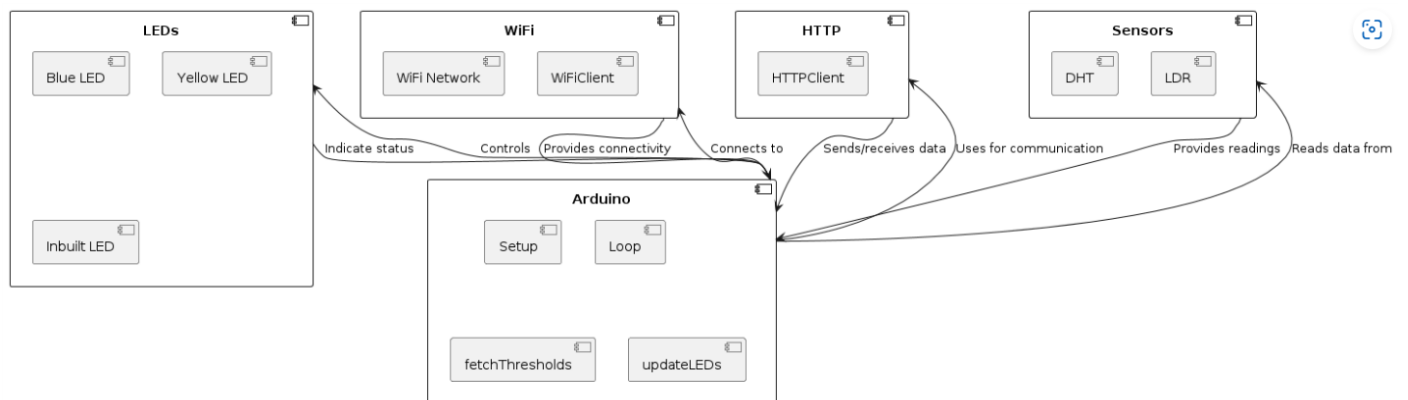 LEDs
Blue LED
Yellow LED
Inbuilt LED
WiFi
WiFi Network
WiFiClient
HTTP
HTTPClient
Sensors
DHT
LDR
Indicate status
Controls
Provides connectivity
Connects to
Sends/receives data
Uses for communication
Provides readings
Reads data from
Arduino
Setup
Loop
fetchThresholds
updateLEDs